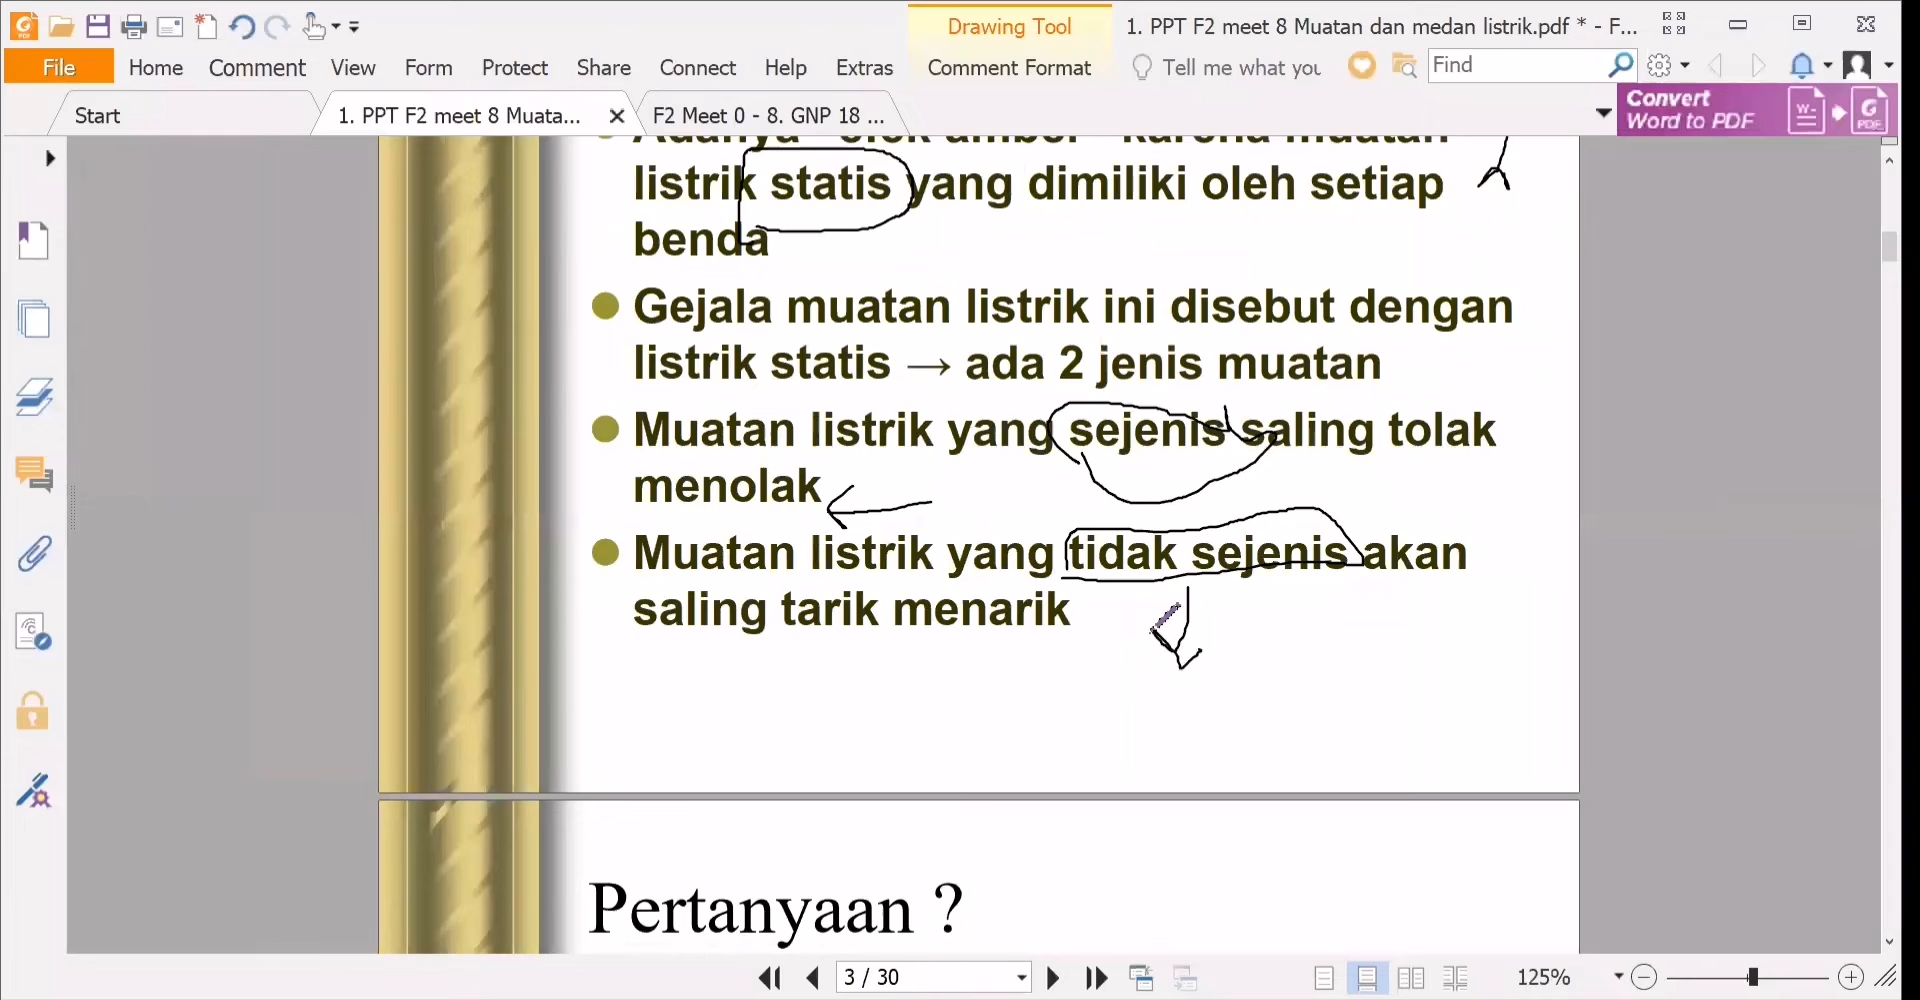 Drawing Tool
1. PPT F2 meet 8 Muatan dan medan listrik.pdf * - F...
File
Home
Comment
View
Form
Protect
Share
Connect
Help
Extras
Comment Format
Tell me what you
Find
Start
1. PPT F2 meet 8 Muata...
F2 Meet 0 - 8. GNP 18 ...
Convert
Word to PDF
listrik statis yang dimiliki oleh setiap
benda
Gejala muatan listrik ini disebut dengan
listrik statis → ada 2 jenis muatan
Muatan listrik yang sejenis saling tolak
menolak
Muatan listrik yang tidak sejenis akan
saling tarik menarik
Pertanyaan ?
3 / 30
125%